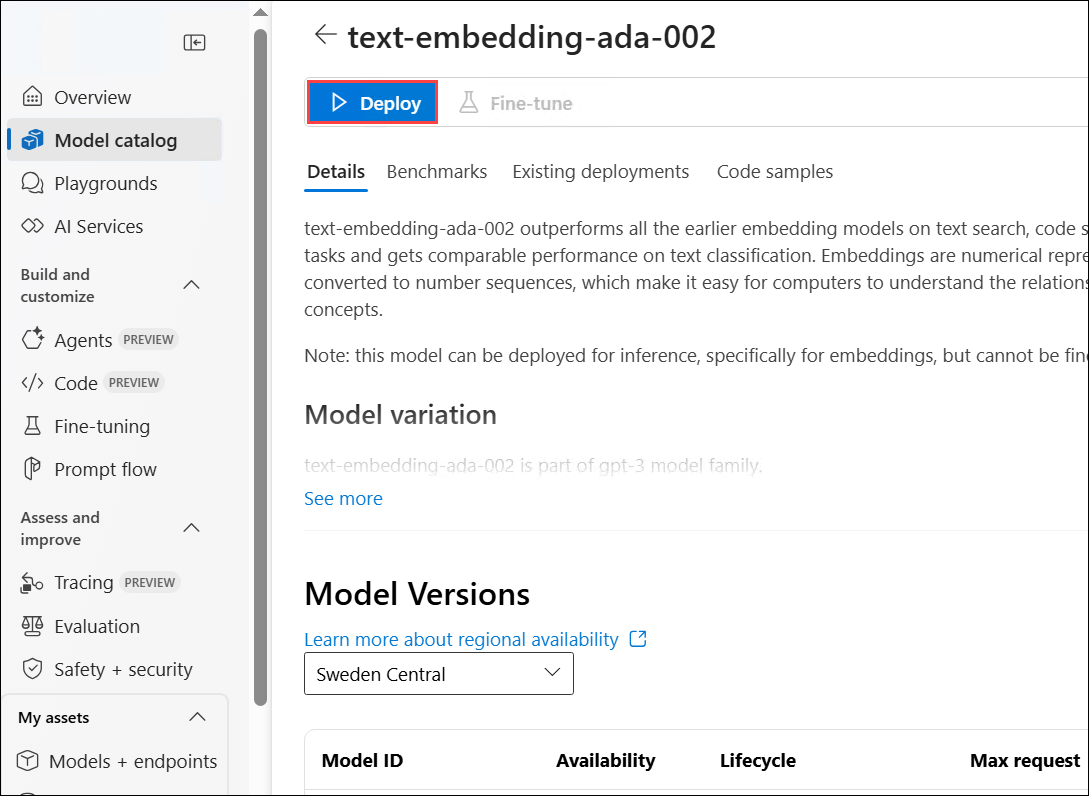 Overview
Model catalog
Playgrounds
AI Services
Build and
customize
Agents PREVIEW
Code PREVIEW
Fine-tuning
Prompt flow
Assess and
improve
Tracing PREVIEW
Evaluation
Safety + security
My assets
Models + endpoints
text-embedding-ada-002
Deploy Fine-tune
Details Benchmarks Existing deployments Code samples
text-embedding-ada-002 outperforms all the earlier embedding models on text search, code s
tasks and gets comparable performance on text classification. Embeddings are numerical repre
converted to number sequences, which make it easy for computers to understand the relations
concepts.
Note: this model can be deployed for inference, specifically for embeddings, but cannot be fine
Model variation
text-embedding-ada-002 is part of gpt-3 model family.
See more
Model Versions
Learn more about regional availability
Sweden Central
Model ID Availability Lifecycle Max request